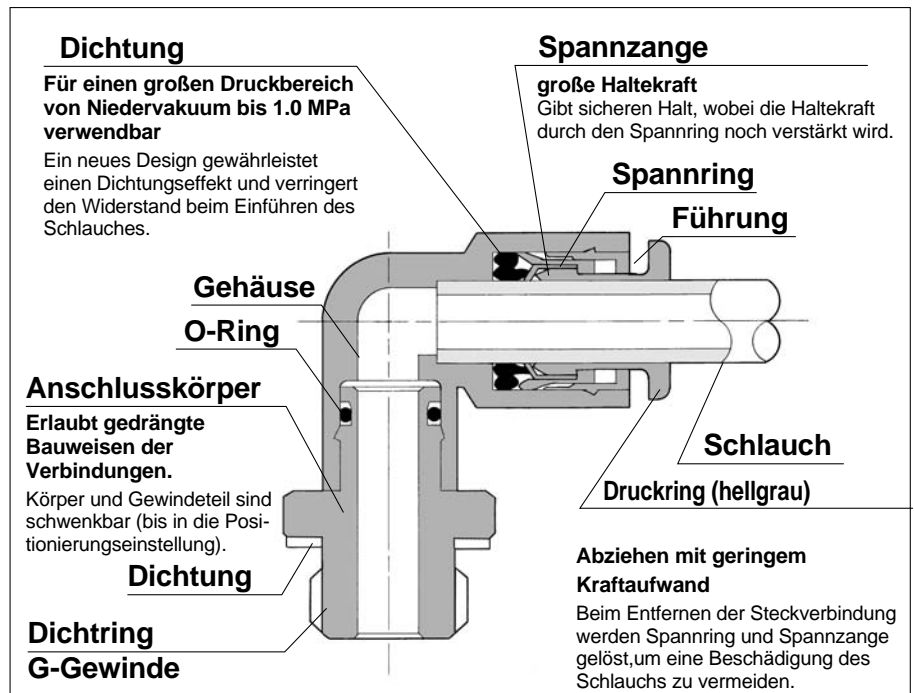 Dichtung
Für einen großen Druckbereich
von Niedervakuum bis 1.0 MPa
verwendbar
Ein neues Design gewährleistet
einen Dichtungseffekt und verringert
den Widerstand beim Einführen des
Schlauches.
Spannzange
große Haltekraft
Gibt sicheren Halt, wobei die Haltekraft
durch den Spannring noch verstärkt wird.
Spannring
Führung
Gehäuse
O-Ring
Anschlusskörper
Erlaubt gedrängte
Bauweisen der
Verbindungen.
Körper und Gewindeteil sind
schwenkbar (bis in die Posi-
tionierungseinstellung).
Dichtung
Dichtring
G-Gewinde
Schlauch
Druckring (hellgrau)
Abziehen mit geringem
Kraftaufwand
Beim Entfernen der Steckverbindung
werden Spannring und Spannzange
gelöst,um eine Beschädigung des
Schlauchs zu vermeiden.